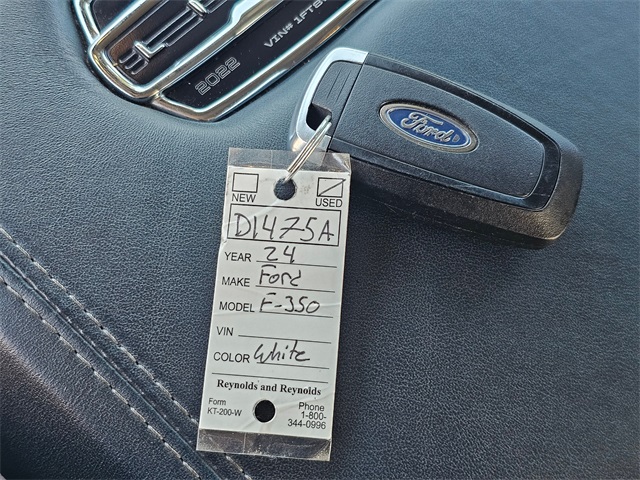 2022
VIN# 1FT8
Ford
NEW USED
D1475A
YEAR 24
MAKE Ford
MODEL F-350
VIN
COLOR White
Reynolds and Reynolds
Form Phone
KT-200-W 1-800-
344-0996